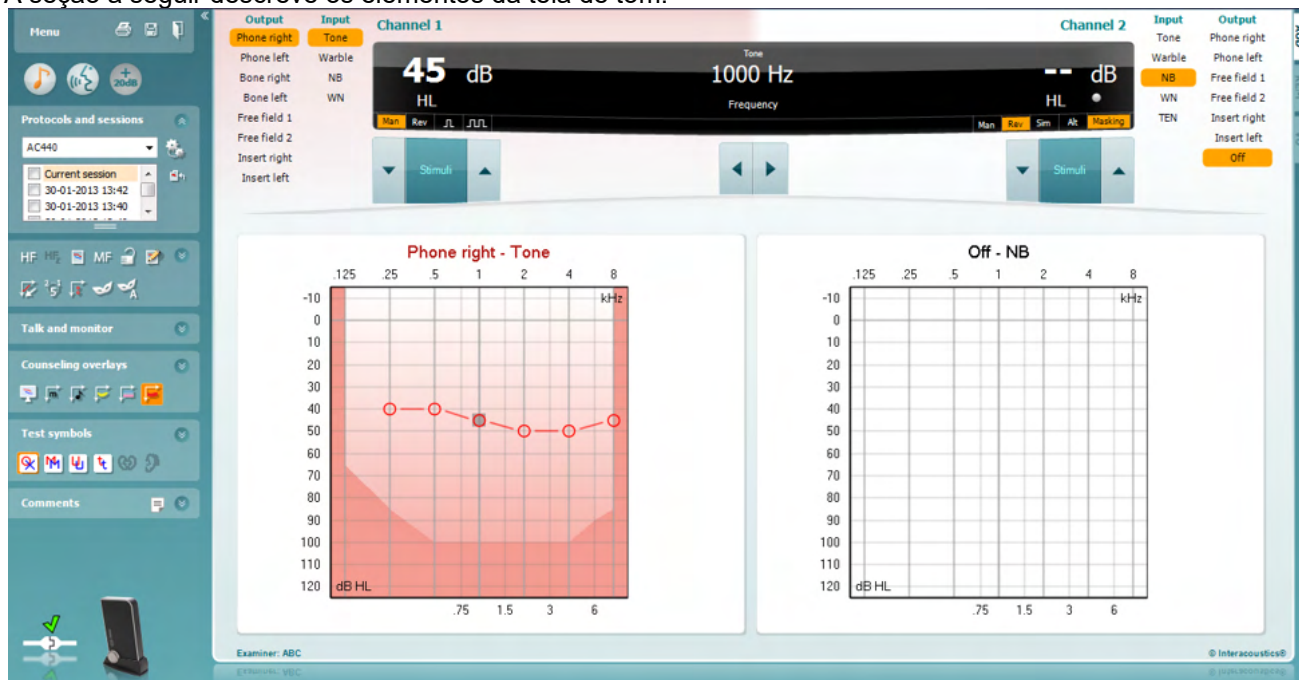 A seção a seguir descreve os elementos da tela de tom.
Menu
Protocols and sessions
AC440
Current session
30-01-2013 13:42
30-01-2013 13:40
HF HF2 MF
Talk and monitor
Counseling overlays
Test symbols
Comments
Output Input
Phone right Tone
Phone left Warble
Bone right NB
Bone left WN
Free field 1
Free field 2
Insert right
Insert left
Channel 1
45 dB
HL
Man Rev
Tone
1000 Hz
Frequency
Channel 2
-- dB
HL
Man Rev Sim Alt Masking
Stimuli
Stimuli
Input Output
Tone Phone right
Warble Phone left
NB Free field 1
WN Free field 2
TEN Insert right
Insert left
Off
Phone right - Tone
.125 .25 .5 1 2 4 8
kHz
-10
0
10
20
30
40
50
60
70
80
90
100
110
120
dB HL
.75 1.5 3 6
Off - NB
.125 .25 .5 1 2 4 8
kHz
-10
0
10
20
30
40
50
60
70
80
90
100
110
120
dB HL
.75 1.5 3 6
Examiner: ABC
© Interacoustics®